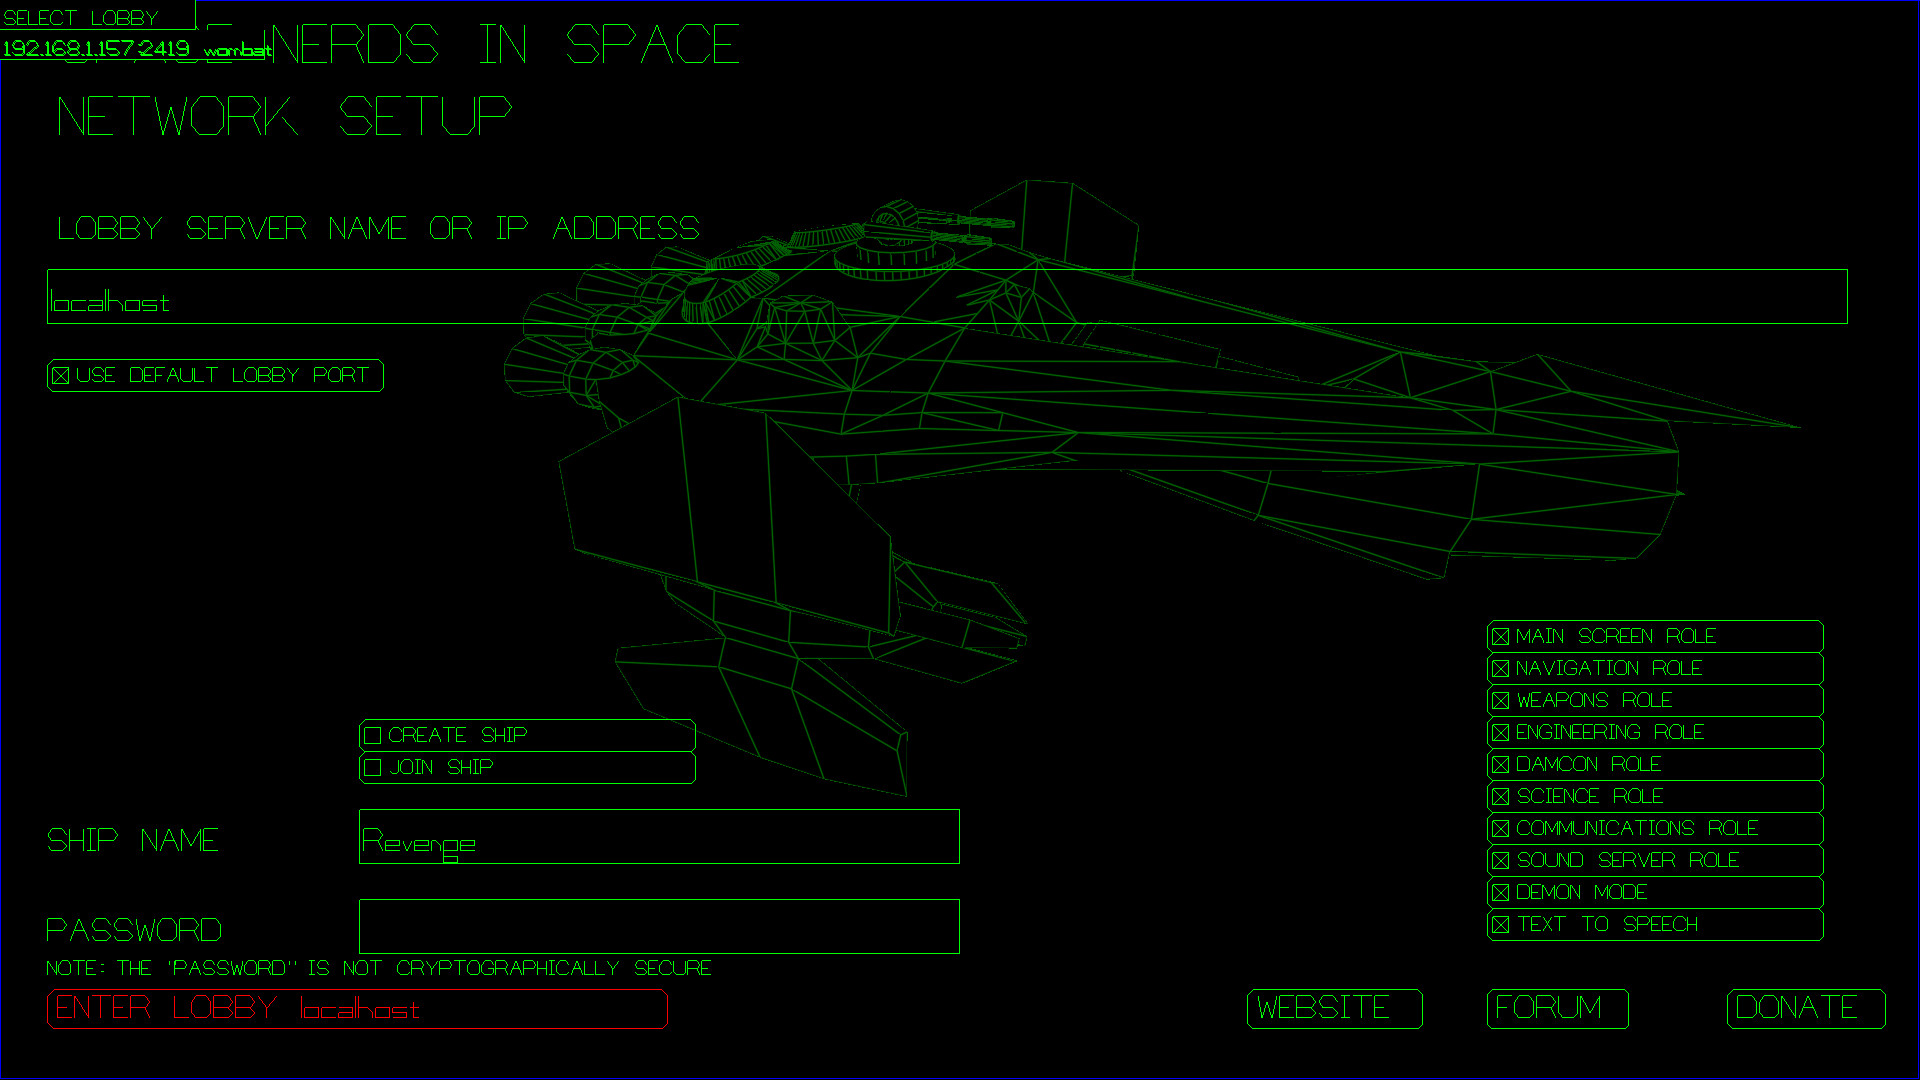 SELECT LOBBY
192.168.1.157:2419 wombat
NERDS IN SPACE
NETWORK SETUP
LOBBY SERVER NAME OR IP ADDRESS
localhost
USE DEFAULT LOBBY PORT
MAIN SCREEN ROLE
NAVIGATION ROLE
WEAPONS ROLE
ENGINEERING ROLE
DAMCON ROLE
SCIENCE ROLE
COMMUNICATIONS ROLE
SOUND SERVER ROLE
DEMON MODE
TEXT TO SPEECH
CREATE SHIP
JOIN SHIP
SHIP NAME
Revenge
PASSWORD
NOTE: THE 'PASSWORD" IS NOT CRYPTOGRAPHICALLY SECURE
ENTER LOBBY localhost
WEBSITE
FORUM
DONATE